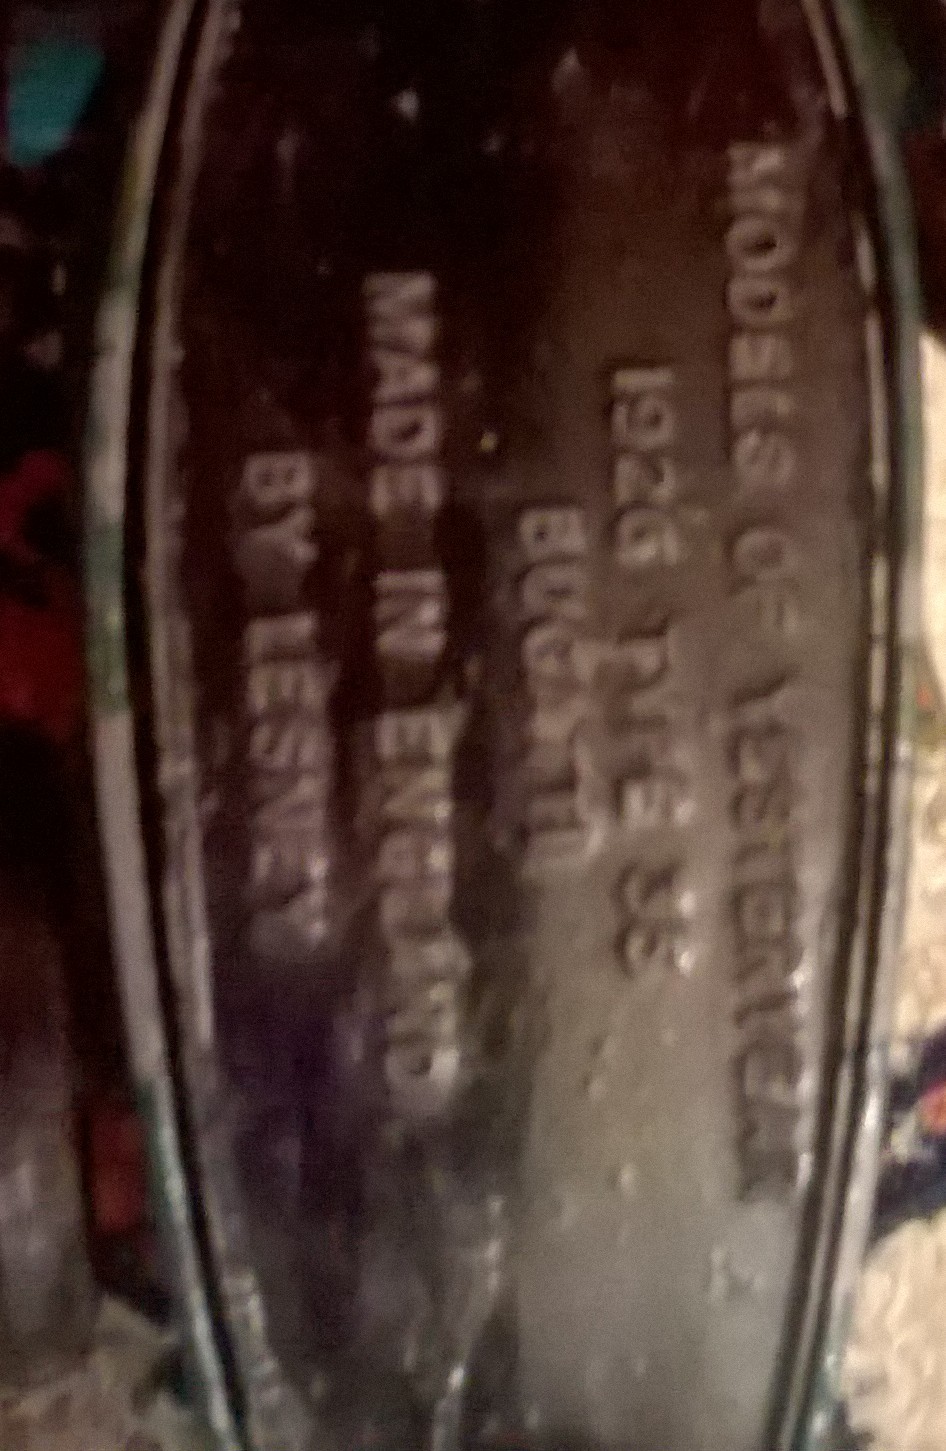 MODELS OF YESTERYEAR
1926 TYPE 35
BUGATTI
MADE IN ENGLAND
BY LESNEY